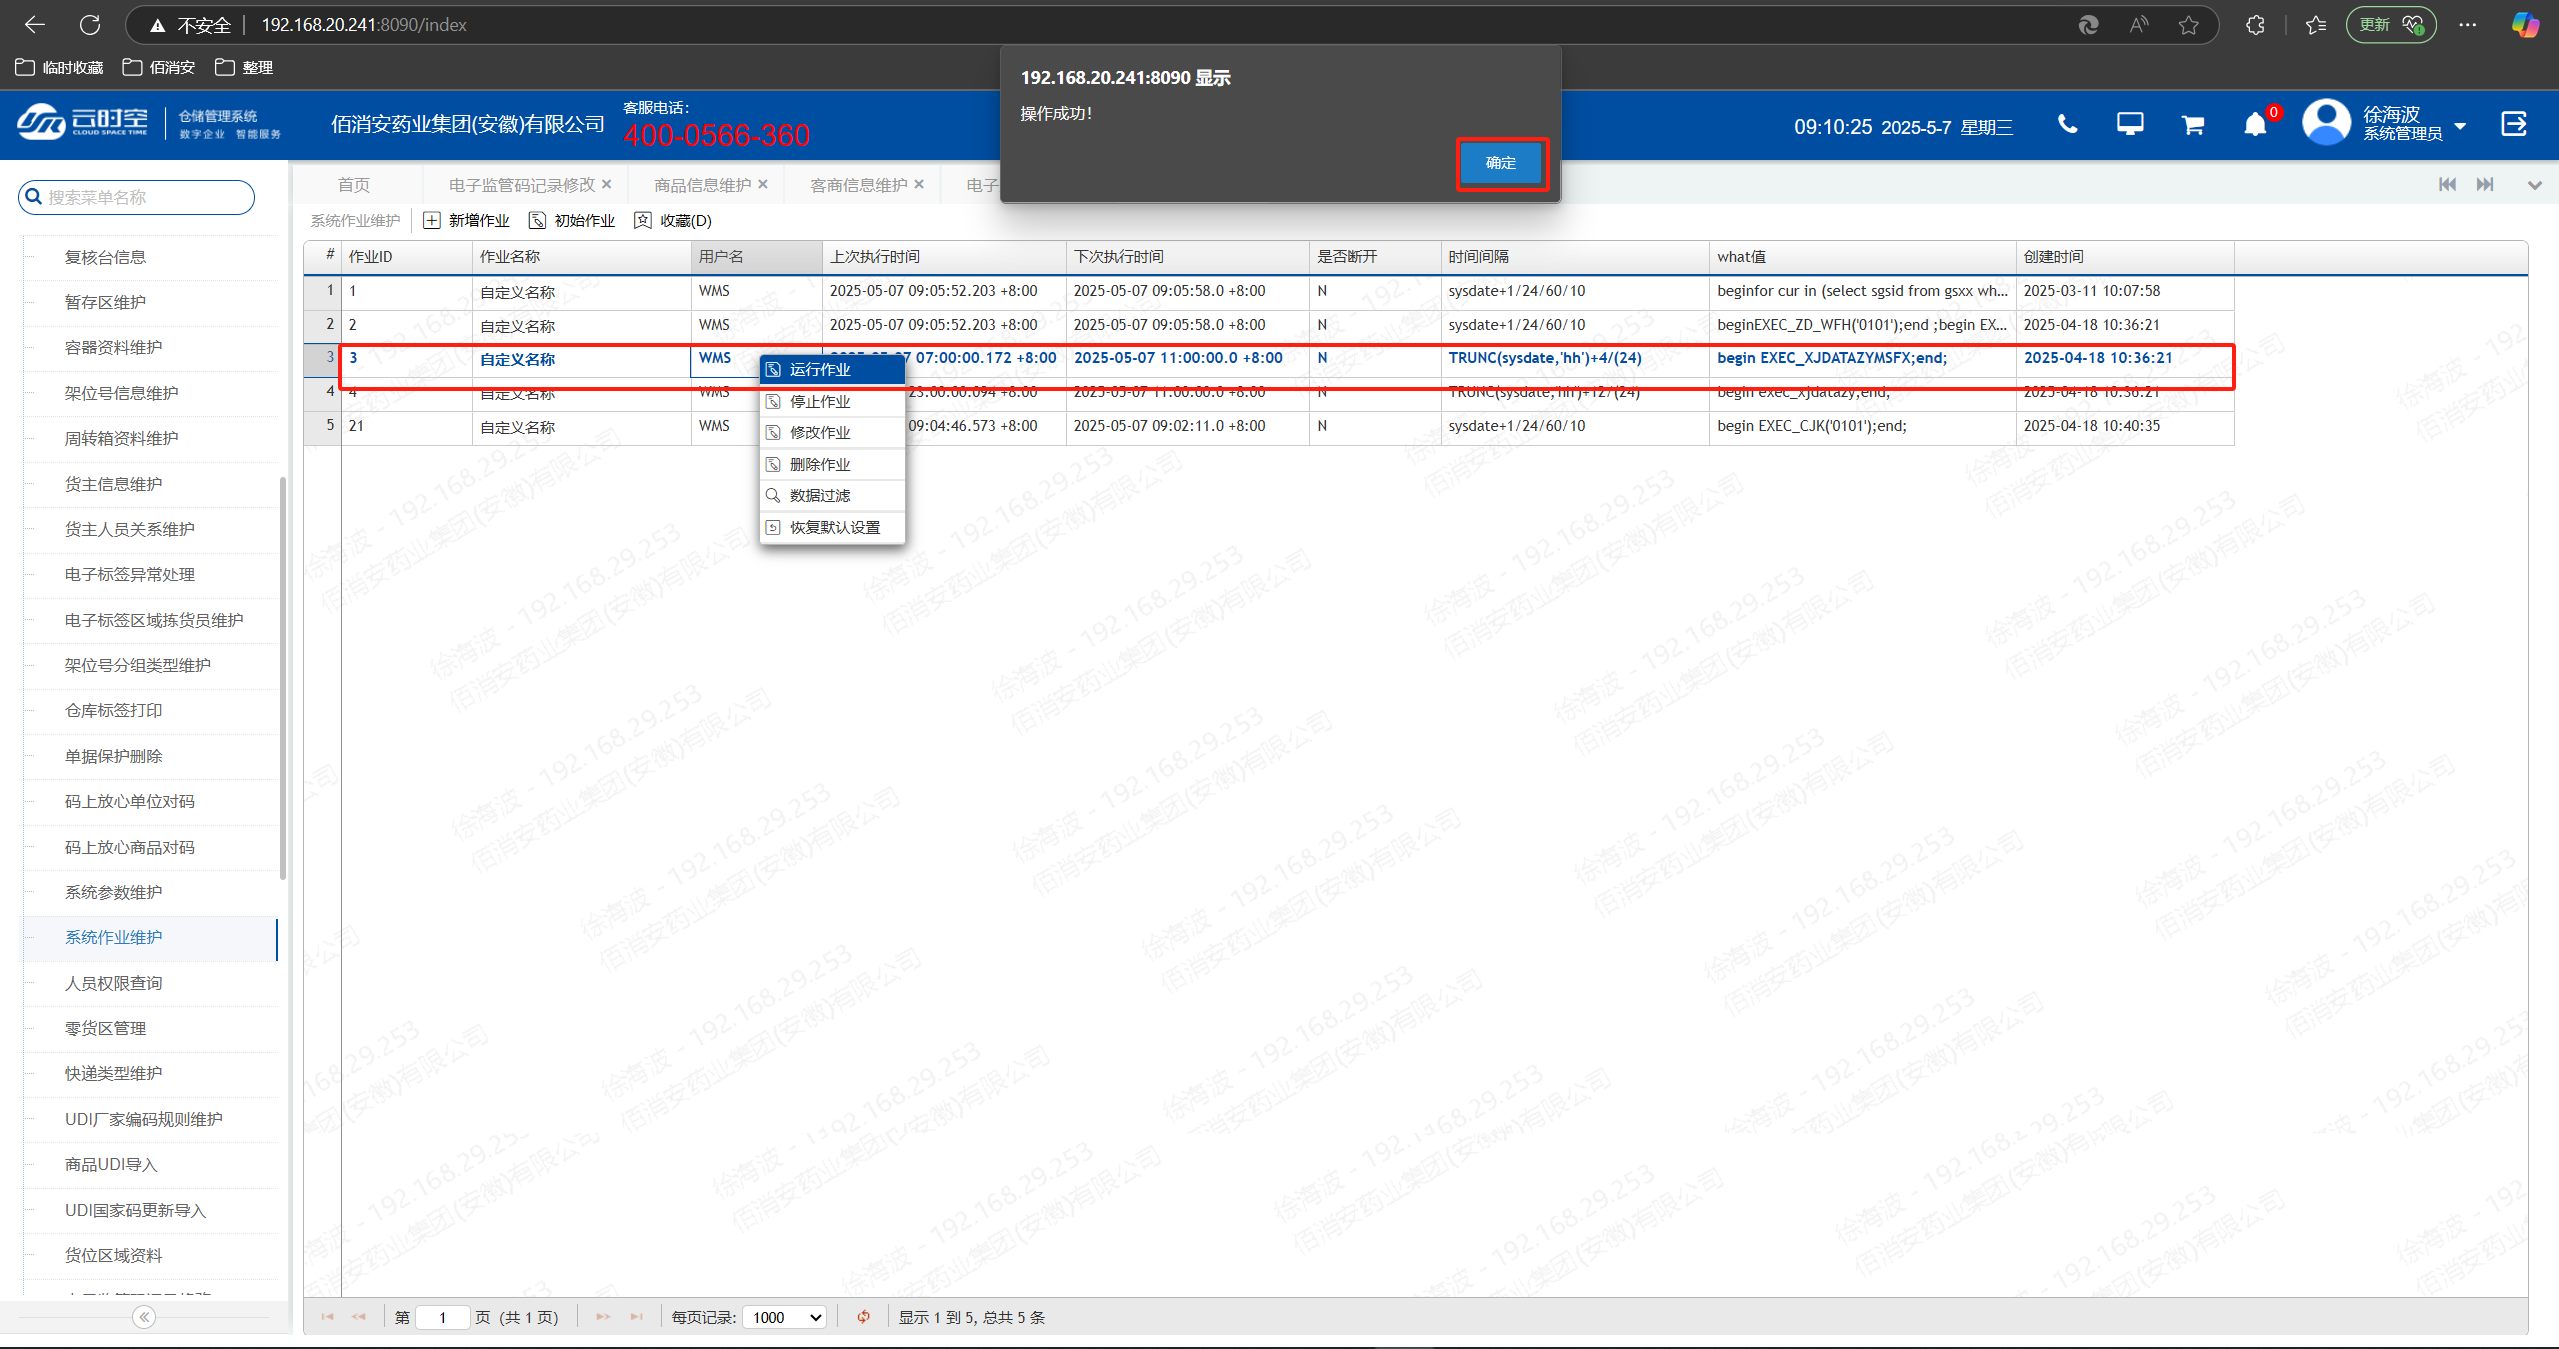 不安全 192.168.20.241:8090/index
更新
临时收藏 佰消安 整理
192.168.20.241:8090 显示
操作成功!
确定
云时空
CLOUD SPACE TIME
仓储管理系统
数字企业 智能服务
佰消安药业集团(安徽)有限公司
客服电话:
400-0566-360
09:10:25 2025-5-7 星期三
0
徐海波
系统管理员
搜索菜单名称
首页 电子监管码记录修改 商品信息维护 客商信息维护 电子
系统作业维护 新增作业 初始作业 收藏(D)
# 作业ID 作业名称 用户名 上次执行时间 下次执行时间 是否断开 时间间隔 what值 创建时间
1 1 自定义名称 WMS 2025-05-07 09:05:52.203 +8:00 2025-05-07 09:05:58.0 +8:00 N sysdate+1/24/60/10 beginfor cur in (select sgsid from gsxx wh... 2025-03-11 10:07:58
2 2 自定义名称 WMS 2025-05-07 09:05:52.203 +8:00 2025-05-07 09:05:58.0 +8:00 N sysdate+1/24/60/10 beginEXEC_ZD_WFH('0101');end ;begin EX... 2025-04-18 10:36:21
3 3 自定义名称 WMS 07:00:00.172 +8:00 2025-05-07 11:00:00.0 +8:00 N TRUNC(sysdate,'hh')+4/(24) begin EXEC_XJDATAZYMSFX;end; 2025-04-18 10:36:21
4 4 自定义名称 WMS 23:00:00.094 +8:00 2025-05-07 11:00:00.0 +8:00 N TRUNC(sysdate,'hh')+12/(24) begin exec_xjdatazy;end; 2025-04-18 10:36:21
5 21 自定义名称 WMS 09:04:46.573 +8:00 2025-05-07 09:02:11.0 +8:00 N sysdate+1/24/60/10 begin EXEC_CJK('0101');end; 2025-04-18 10:40:35
运行作业
停止作业
修改作业
删除作业
数据过滤
恢复默认设置
复核台信息
暂存区维护
容器资料维护
架位号信息维护
周转箱资料维护
货主信息维护
货主人员关系维护
电子标签异常处理
电子标签区域拣货员维护
架位号分组类型维护
仓库标签打印
单据保护删除
码上放心单位对码
码上放心商品对码
系统参数维护
系统作业维护
人员权限查询
零货区管理
快递类型维护
UDI厂家编码规则维护
商品UDI导入
UDI国家码更新导入
货位区域资料
徐海波 - 192.168.29.253
佰消安药业集团(安徽)有限公司
第 1 页 (共 1 页) 每页记录: 1000 显示 1 到 5, 总共 5 条